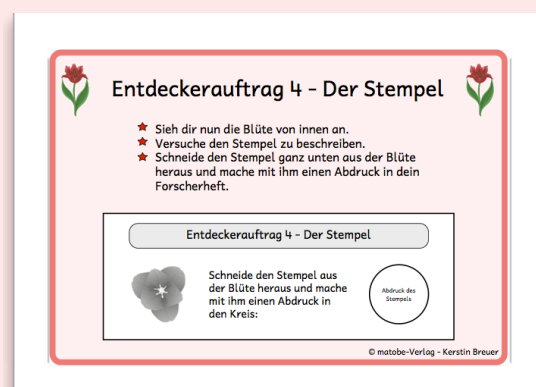 Entdeckerauftrag 4 - Der Stempel
Sieh dir nun die Blüte von innen an.
Versuche den Stempel zu beschreiben.
Schneide den Stempel ganz unten aus der Blüte
heraus und mache mit ihm einen Abdruck in dein
Forscherheft.
Entdeckerauftrag 4 - Der Stempel
Schneide den Stempel aus
der Blüte heraus und mache
mit ihm einen Abdruck in
den Kreis:
Abdruck des
Stempels
© matobe-Verlag - Kerstin Breuer